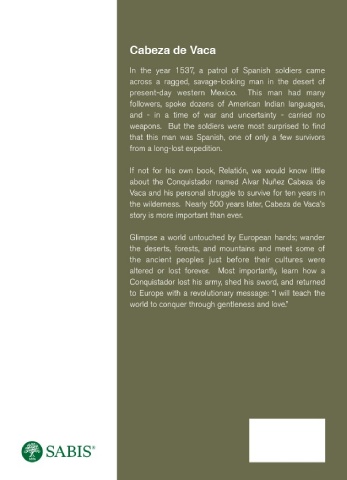 Cabeza de Vaca
In the year 1537, a patrol of Spanish soldiers came
across a ragged, savage-looking man in the desert of
present-day western Mexico. This man had many
followers, spoke dozens of American Indian languages,
and - in a time of war and uncertainty - carried no
weapons. But the soldiers were most surprised to find
that this man was Spanish, one of only a few survivors
from a long-lost expedition.
If not for his own book, Relatión, we would know little
about the Conquistador named Alvar Nuñez Cabeza de
Vaca and his personal struggle to survive for ten years in
the wilderness. Nearly 500 years later, Cabeza de Vaca's
story is more important than ever.
Glimpse a world untouched by European hands; wander
the deserts, forests, and mountains and meet some of
the ancient peoples just before their cultures were
altered or lost forever. Most importantly, learn how a
Conquistador lost his army, shed his sword, and returned
to Europe with a revolutionary message: "I will teach the
world to conquer through gentleness and love."
SABIS®